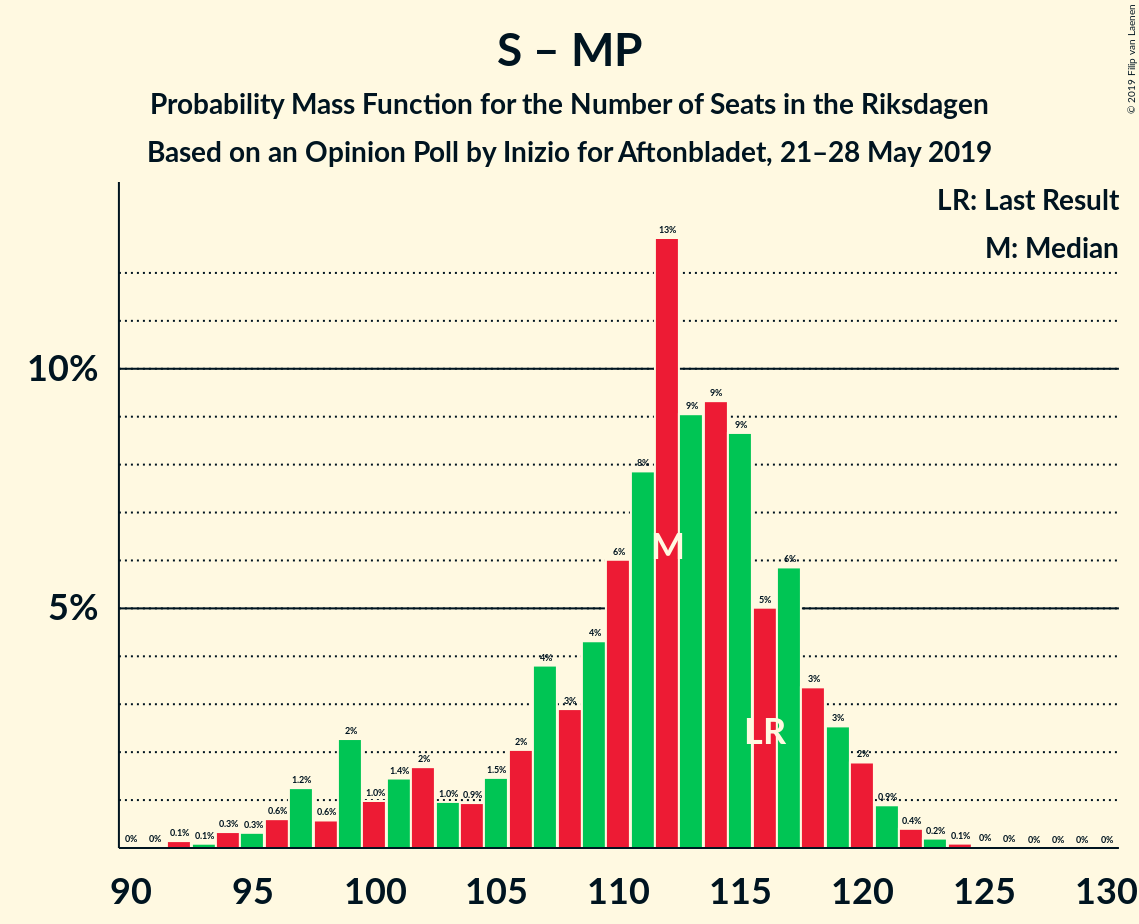 S – MP
Probability Mass Function for the Number of Seats in the Riksdagen
Based on an Opinion Poll by Inizio for Aftonbladet, 21–28 May 2019
© 2019 Filip van Laenen
LR: Last Result
M: Median
10%
5%
0% 0% 0.1% 0.1% 0.3% 0.3% 0.6% 1.2% 0.6% 2% 1.0% 1.4% 2% 1.0% 0.9% 1.5% 2% 4% 3% 4% 6% 8% 13% 9% 9% 9% 5% 6% 3% 3% 2% 0.9% 0.4% 0.2% 0.1% 0% 0% 0% 0% 0% 0%
M
LR
90 95 100 105 110 115 120 125 130